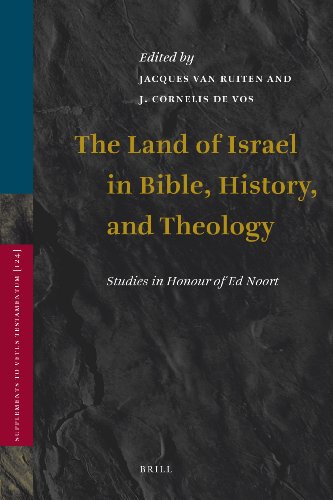 Edited by
JACQUES VAN RUITEN AND
J. CORNELIS DE VOS
The Land of Israel
in Bible, History,
and Theology
Studies in Honour of Ed Noort
SUPPLEMENTS TO VETUS TESTAMENTUM [124]
BRILL